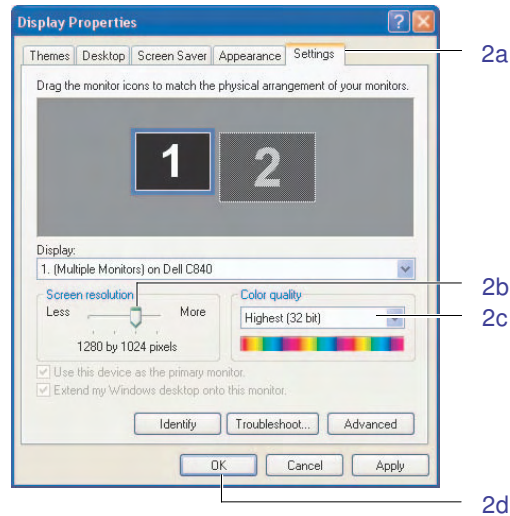 Display Properties
Themes Desktop Screen Saver Appearance Settings
2a
Drag the monitor icons to match the physical arrangement of your monitors.
1 2
Display:
1. (Multiple Monitors) on Dell C840
2b
Screen resolution Color quality
Less More Highest (32 bit) 2c
1280 by 1024 pixels
Use this device as the primary monitor.
Extend my Windows desktop onto this monitor.
Identify Troubleshoot... Advanced
OK Cancel Apply
2d